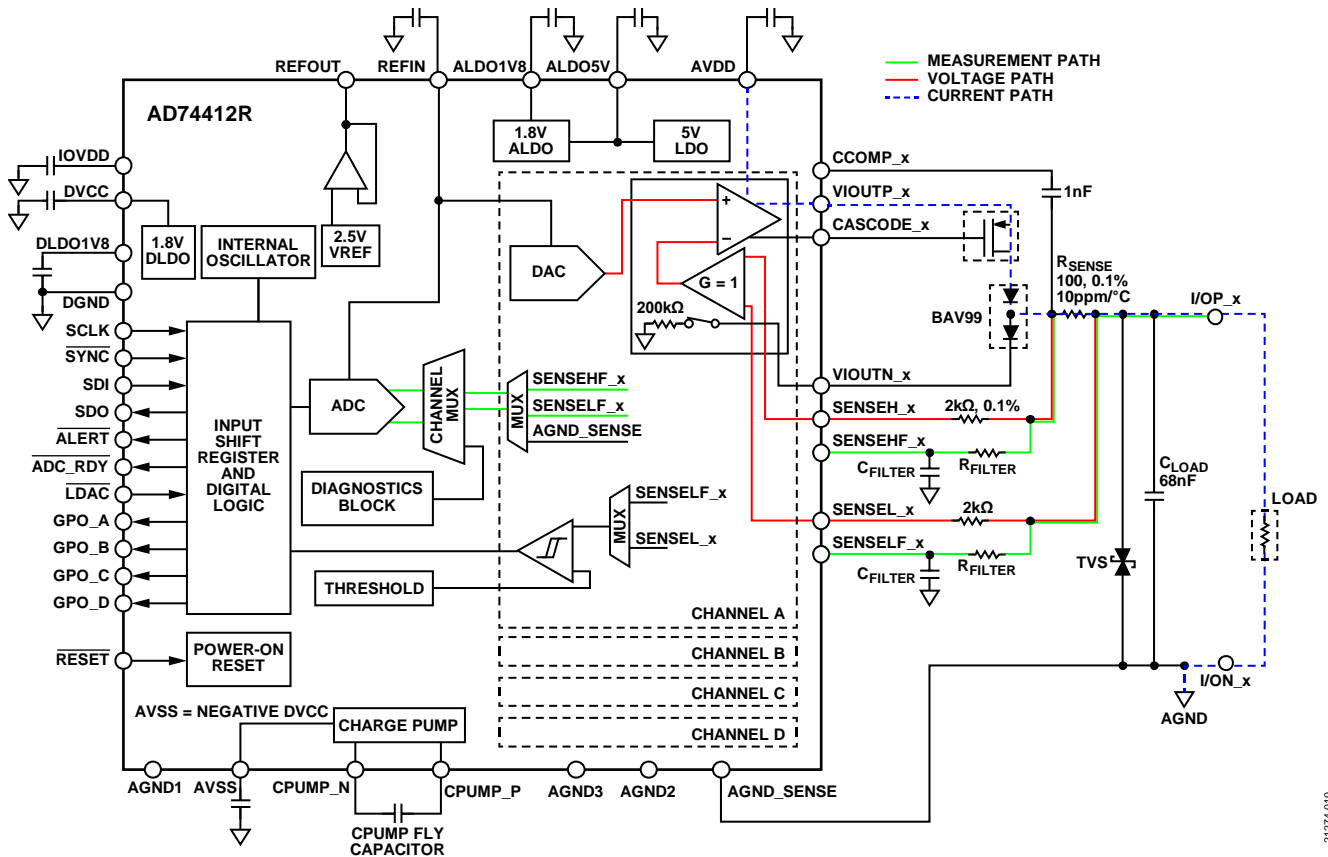 REFOUT
REFIN
ALDO1V8
ALDO5V
AVDD
MEASUREMENT PATH
VOLTAGE PATH
CURRENT PATH
AD74412R
IOVDD
DVCC
DLDO1V8
DGND
SCLK
SYNC
SDI
SDO
ALERT
ADC_RDY
LDAC
GPO_A
GPO_B
GPO_C
GPO_D
RESET
1.8V
DLDO
INTERNAL
OSCILLATOR
2.5V
VREF
1.8V
ALDO
5V
LDO
INPUT
SHIFT
REGISTER
AND
DIGITAL
LOGIC
POWER-ON
RESET
ADC
CHANNEL
MUX
MUX
SENSEHF_x
SENSELF_x
AGND_SENSE
DIAGNOSTICS
BLOCK
THRESHOLD
MUX
SENSELF_x
SENSEL_x
DAC
+
–
G = 1
200kΩ
CHANNEL A
CHANNEL B
CHANNEL C
CHANNEL D
CCOMP_x
VIOUTP_x
CASCODE_x
VIOUTN_x
SENSEH_x
SENSEHF_x
SENSEL_x
SENSELF_x
1nF
RSENSE
100, 0.1%
10ppm/°C
I/OP_x
BAV99
2kΩ, 0.1%
CFILTER
RFILTER
2kΩ
CFILTER
RFILTER
CLOAD
68nF
LOAD
TVS
I/ON_x
AGND
AVSS = NEGATIVE DVCC
CHARGE PUMP
AGND1
AVSS
CPUMP_N
CPUMP_P
AGND3
AGND2
AGND_SENSE
CPUMP FLY
CAPACITOR
21274-010